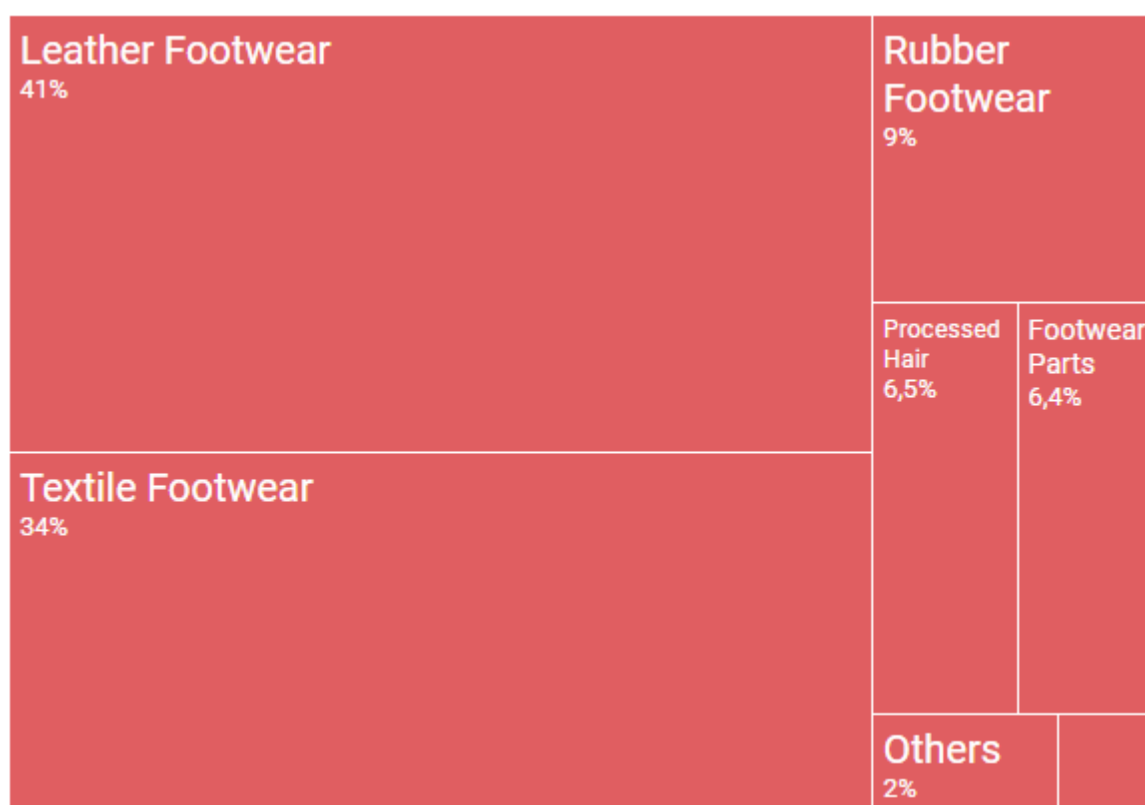 Leather Footwear
41%
Rubber
Footwear
9%
Processed
Hair
6,5%
Footwear
Parts
6,4%
Textile Footwear
34%
Others
2%